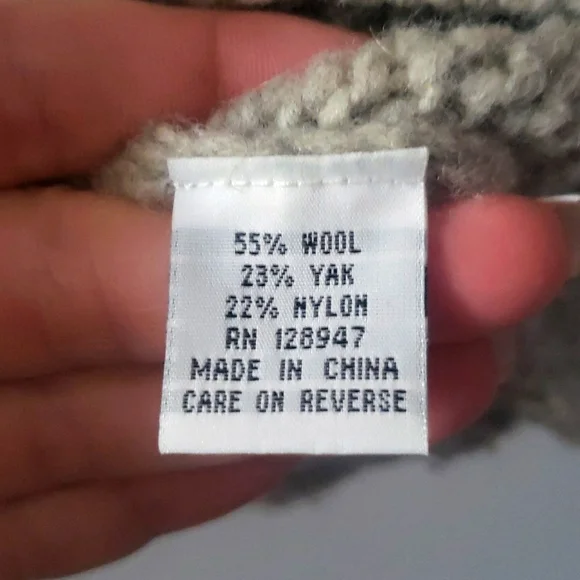 55% WOOL
23% YAK
22% NYLON
RN 128947
MADE IN CHINA
CARE ON REVERSE